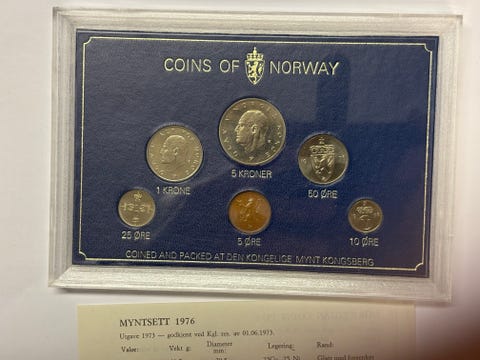 COINS OF NORWAY
1 KRONE
5 KRONER
50 ØRE
25 ØRE
5 ØRE
10 ØRE
COINED AND PACKED AT DEN KONGELIGE MYNT KONGSBERG
MYNTSETT 1976
Utgave 1973 — godkjent ved Kgl. res. av 01.06.1973.
Valør: Vekt g: Diameter mm: Legering: Rand: